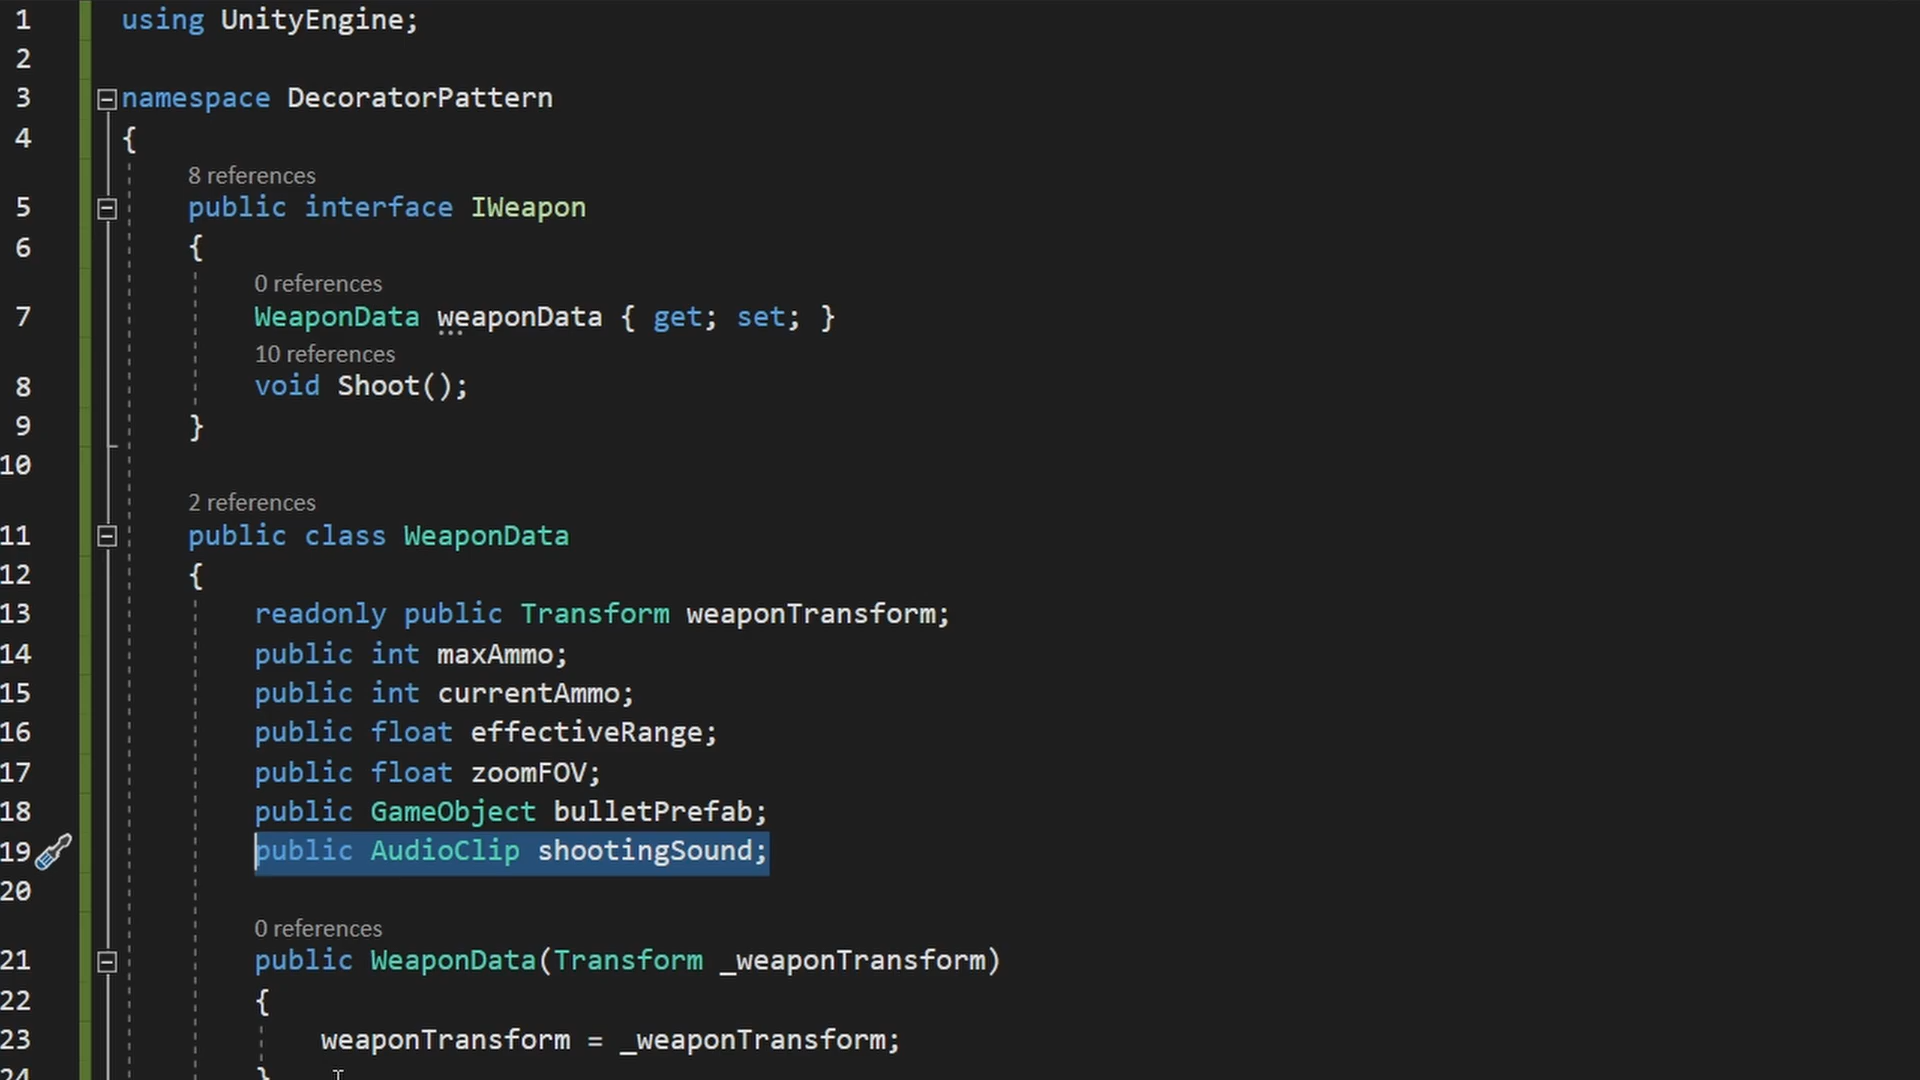 1 using UnityEngine;
2
3 namespace DecoratorPattern
4 {
8 references
5 public interface IWeapon
6 {
0 references
7 WeaponData weaponData { get; set; }
10 references
8 void Shoot();
9 }
10
2 references
11 public class WeaponData
12 {
13 readonly public Transform weaponTransform;
14 public int maxAmmo;
15 public int currentAmmo;
16 public float effectiveRange;
17 public float zoomFOV;
18 public GameObject bulletPrefab;
19 public AudioClip shootingSound;
20
0 references
21 public WeaponData(Transform _weaponTransform)
22 {
23 weaponTransform = _weaponTransform;
24 }